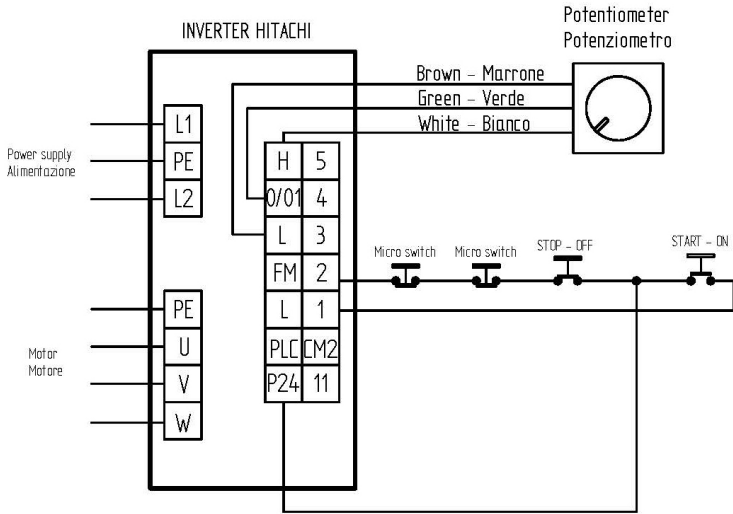 INVERTER HITACHI
Potentiometer
Potenziometro
Brown - Marrone
Green - Verde
White - Bianco
L1
PE
L2
Power supply
Alimentazione
H 5
O/01 4
L 3
FM 2
L 1
PLC CM2
P24 11
Micro switch
Micro switch
STOP - OFF
START - ON
PE
U
V
W
Motor
Motore